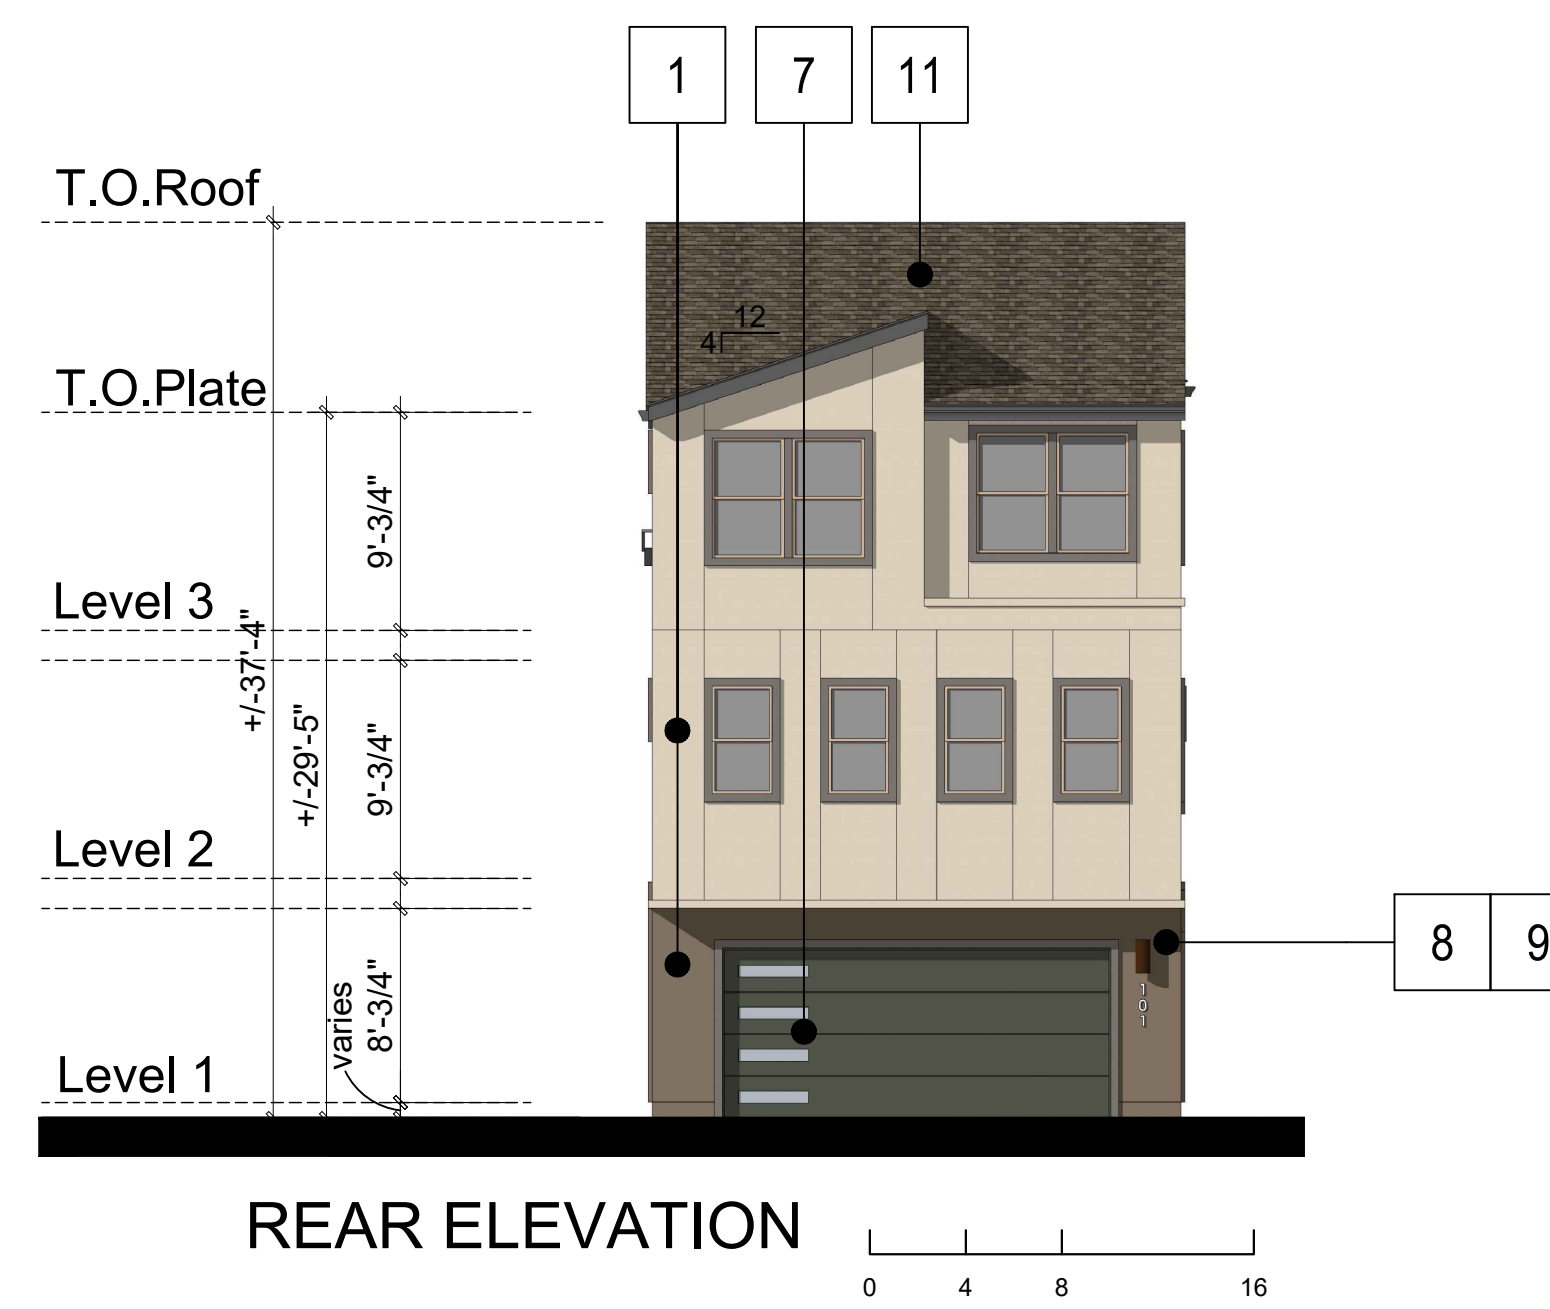 1 7 11
T.O.Roof
12
4
T.O.Plate
9'-3/4"
Level 3
+/-37'-4"
+/-29'-5"
9'-3/4"
Level 2
8 9
varies
8'-3/4"
101
Level 1
REAR ELEVATION
0 4 8 16